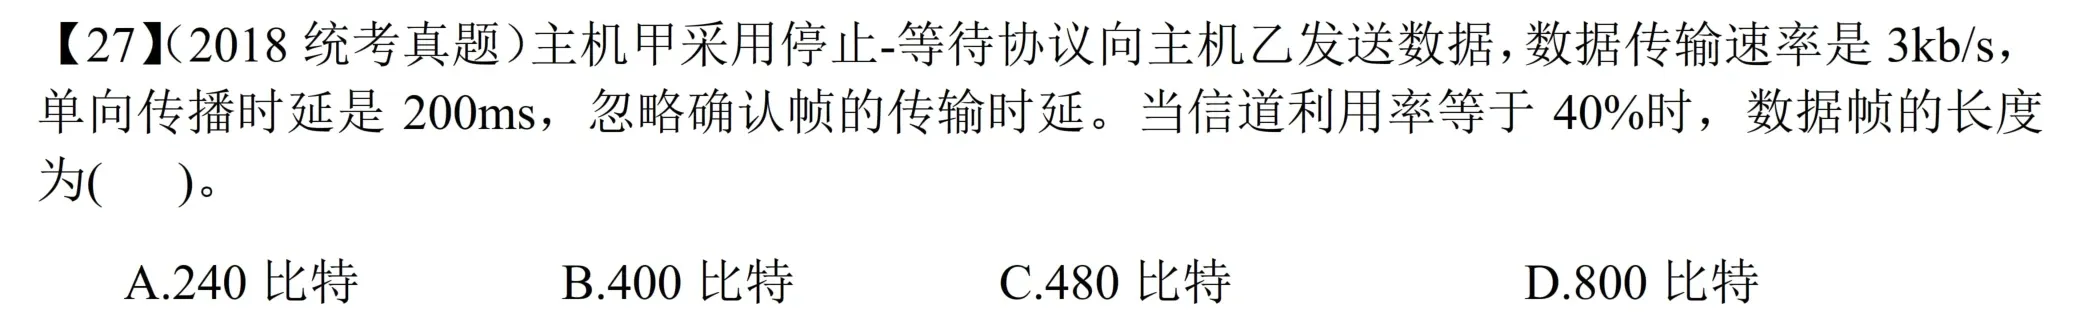 【27】(2018 统考真题)主机甲采用停止-等待协议向主机乙发送数据,数据传输速率是 3kb/s,
单向传播时延是 200ms，忽略确认帧的传输时延。当信道利用率等于 40%时，数据帧的长度
为(    )。
A.240 比特    B.400 比特    C.480 比特    D.800 比特